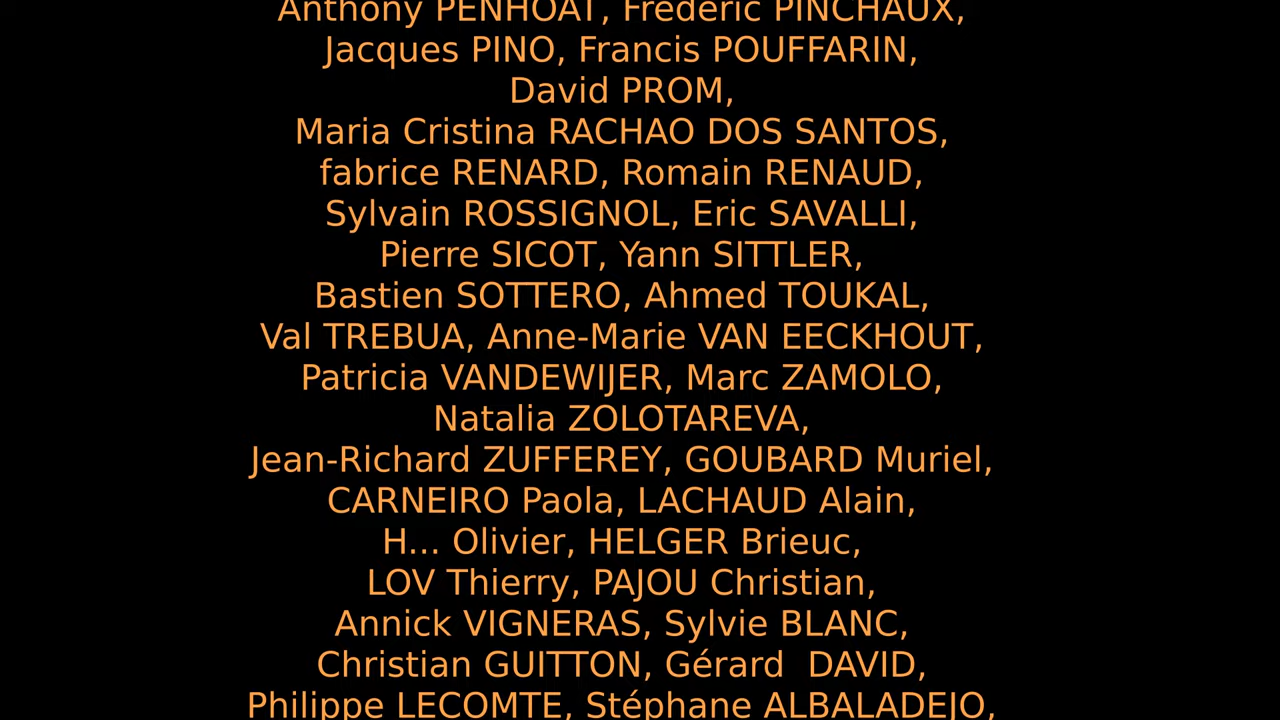 Anthony PENHOAT, Frédéric PINCHAUX,
Jacques PINO, Francis POUFFARIN,
David PROM,
Maria Cristina RACHAO DOS SANTOS,
fabrice RENARD, Romain RENAUD,
Sylvain ROSSIGNOL, Eric SAVALLI,
Pierre SICOT, Yann SITTLER,
Bastien SOTTERO, Ahmed TOUKAL,
Val TREBUA, Anne-Marie VAN EECKHOUT,
Patricia VANDEWIJER, Marc ZAMOLO,
Natalia ZOLOTAREVA,
Jean-Richard ZUFFEREY, GOUBARD Muriel,
CARNEIRO Paola, LACHAUD Alain,
H... Olivier, HELGER Brieuc,
LOV Thierry, PAJOU Christian,
Annick VIGNERAS, Sylvie BLANC,
Christian GUITTON, Gérard  DAVID,
Philippe LECOMTE, Stéphane ALBALADEJO,